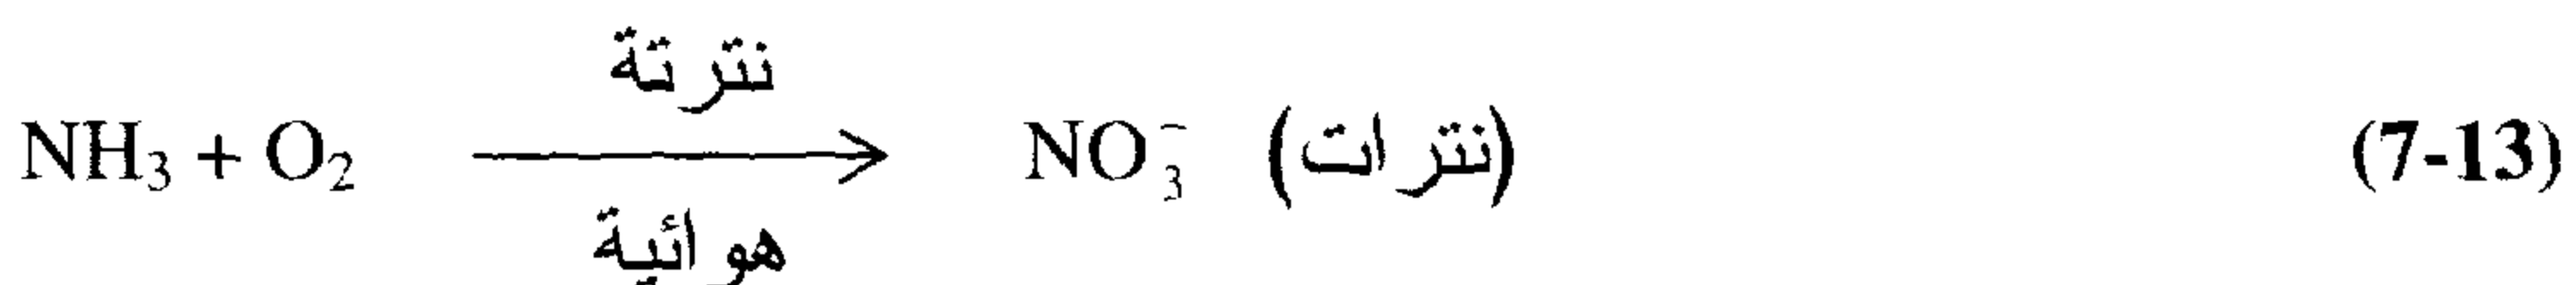 نترتة
NH₃ + O₂ ⟶ NO₃⁻ (نترات) (7-13)
هوائية